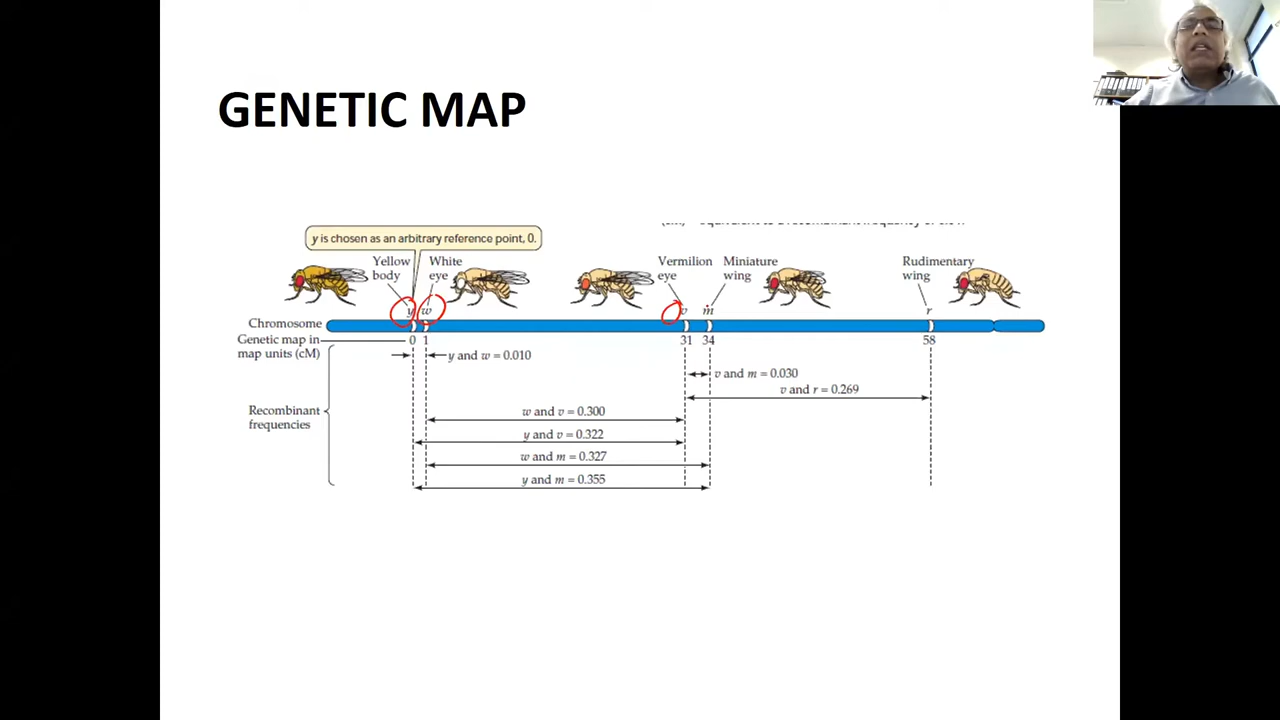 GENETIC MAP
y is chosen as an arbitrary reference point, 0.
Yellow body
White eye
Vermilion eye
Miniature wing
Rudimentary wing
y w v m r
Chromosome
Genetic map in map units (cM)
0 1 31 34 58
y and w = 0.010
v and m = 0.030
v and r = 0.269
Recombinant frequencies
w and v = 0.300
y and v = 0.322
w and m = 0.327
y and m = 0.355